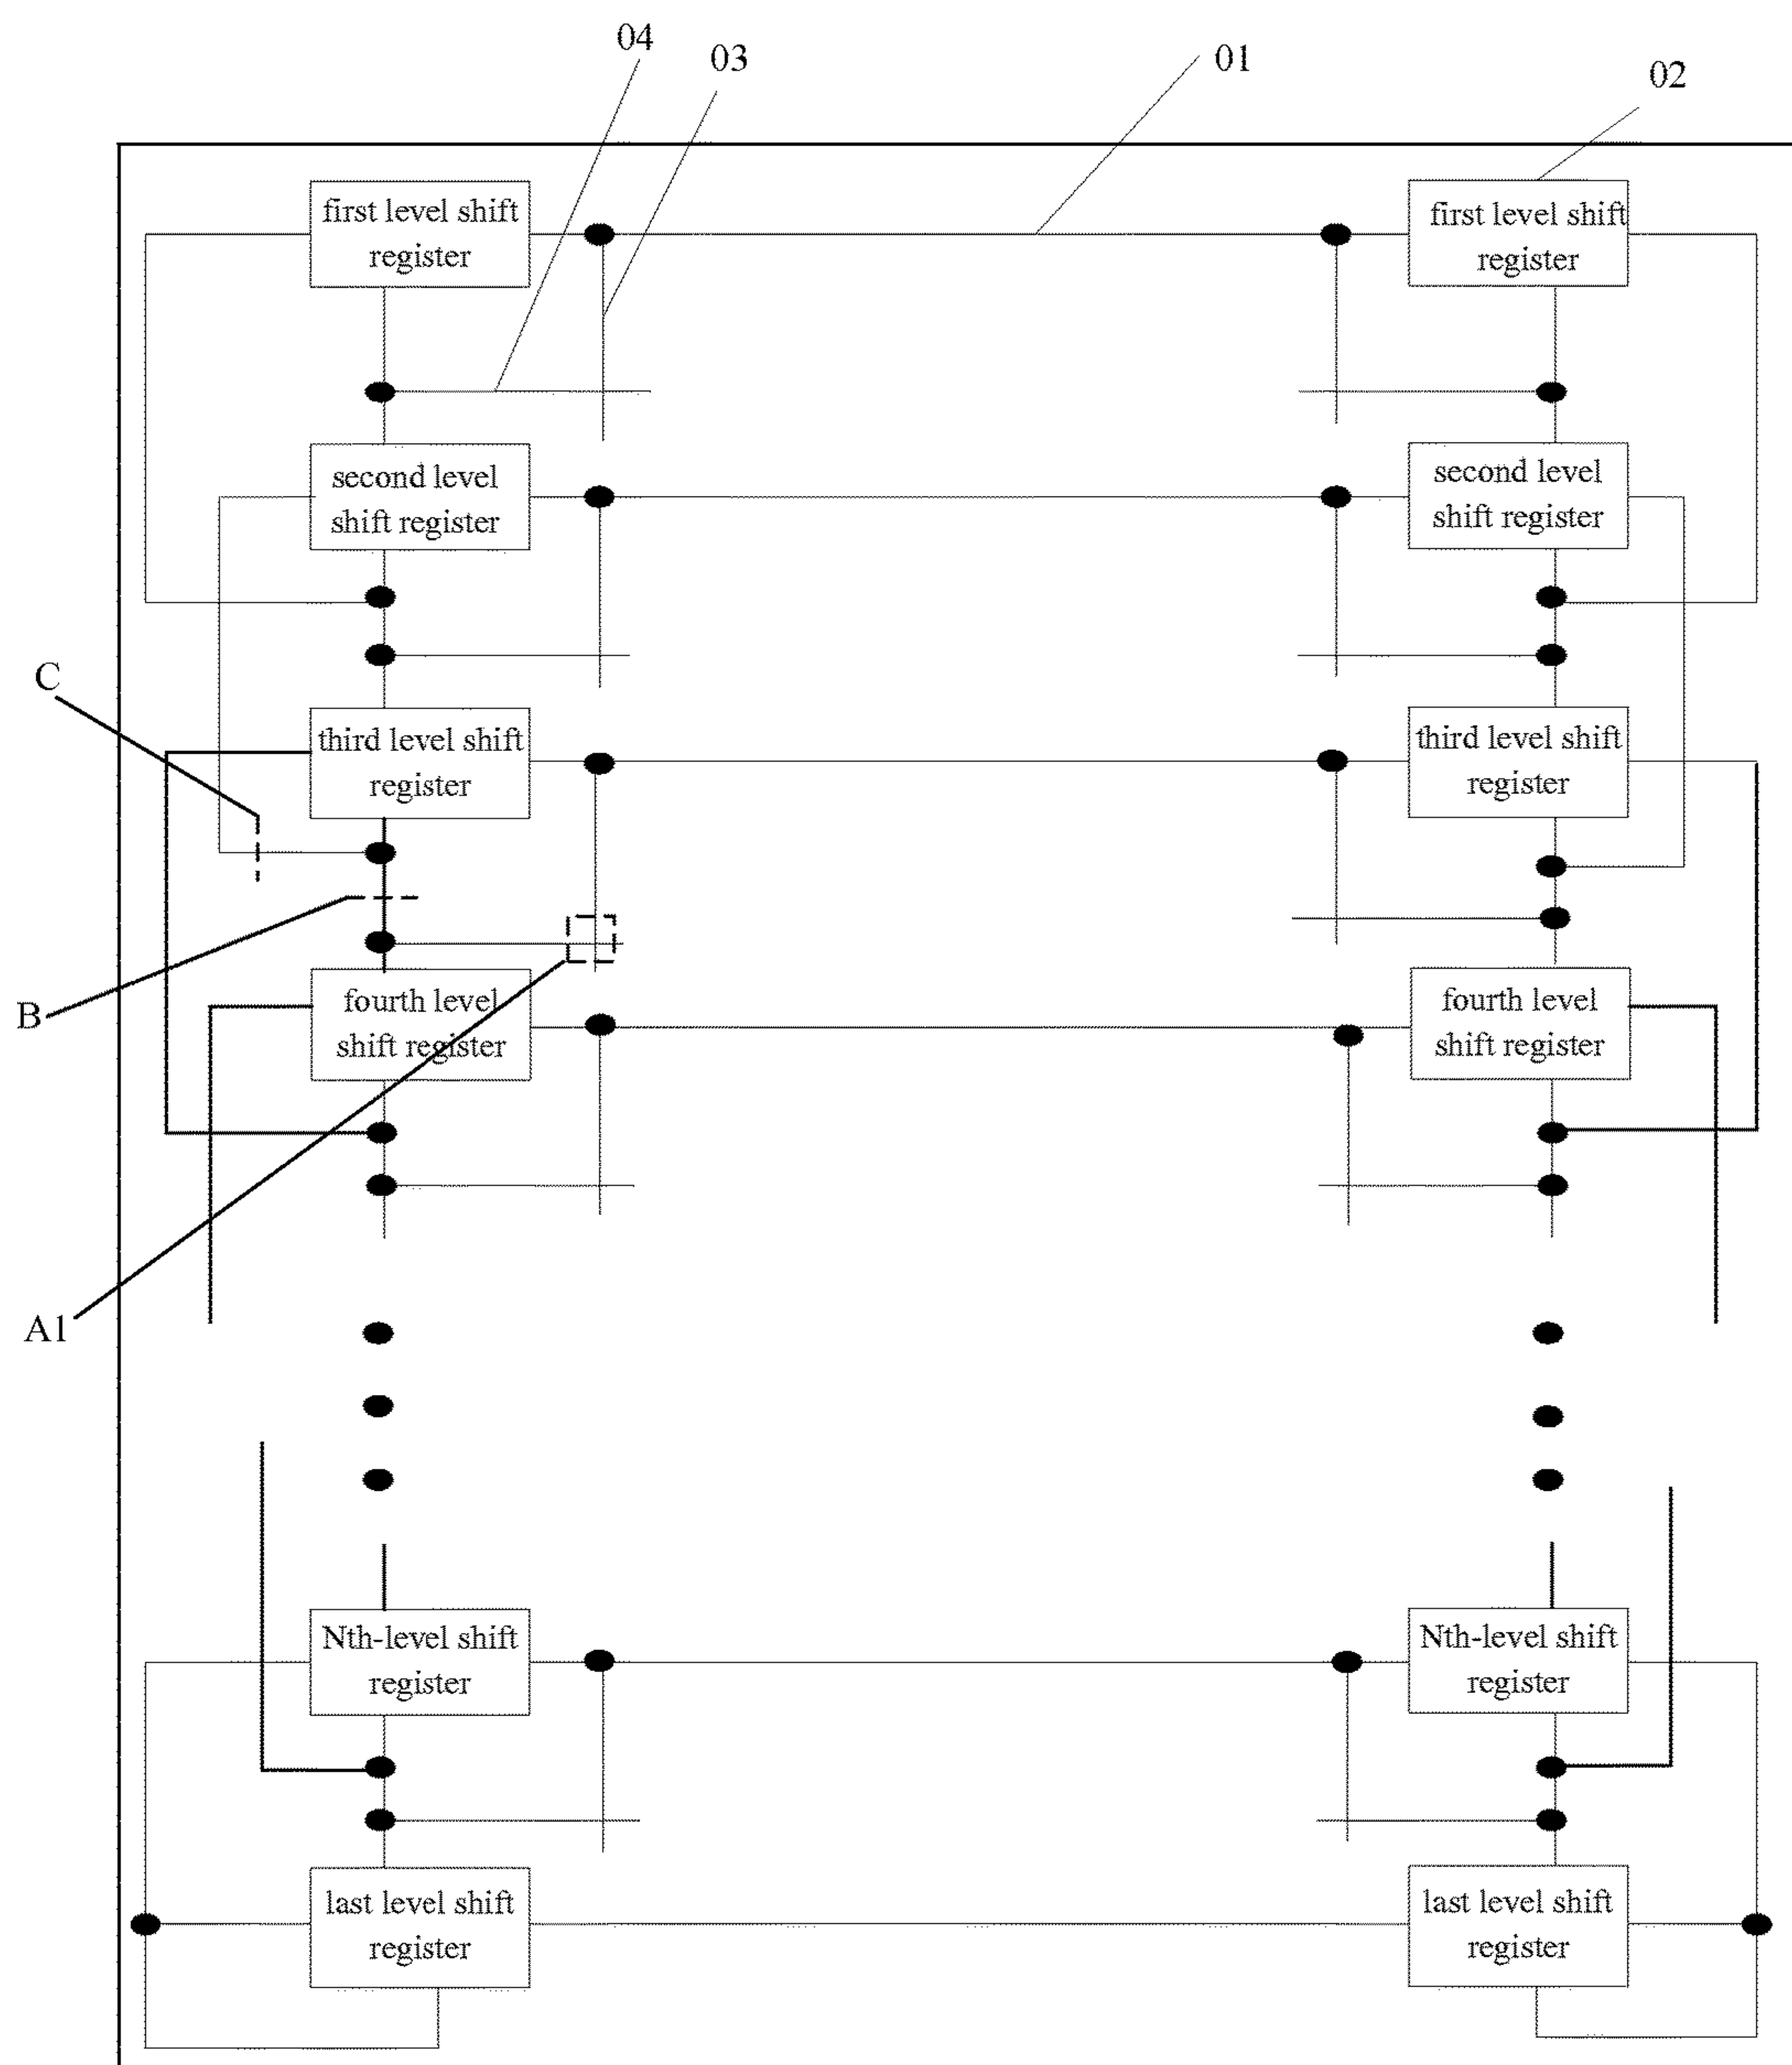 04
03
01
02
first level shift
register
first level shift
register
second level
shift register
second level
shift register
C
third level shift
register
third level shift
register
B
fourth level
shift register
fourth level
shift register
A1
Nth-level shift
register
Nth-level shift
register
last level shift
register
last level shift
register